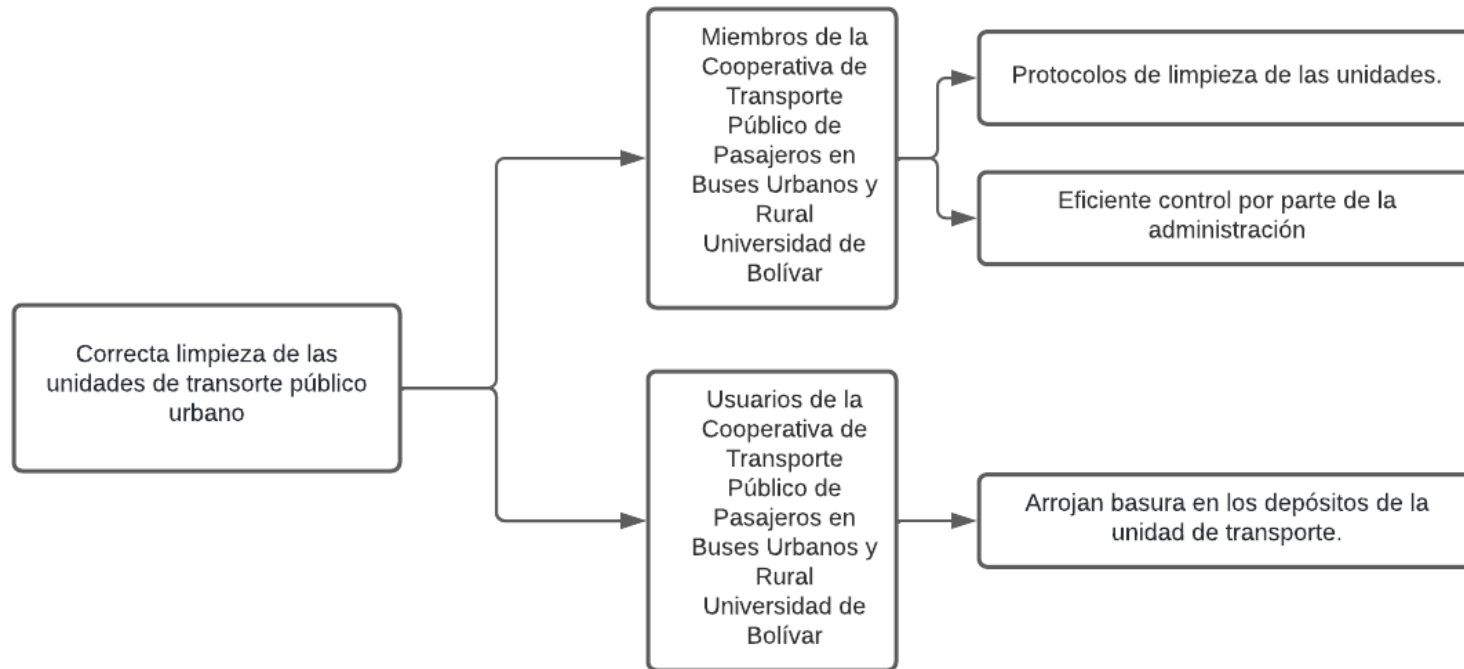 Correcta limpieza de las
unidades de transorte público
urbano
Miembros de la
Cooperativa de
Transporte
Público de
Pasajeros en
Buses Urbanos y
Rural
Universidad de
Bolívar
Protocolos de limpieza de las unidades.
Eficiente control por parte de la
administración
Usuarios de la
Cooperativa de
Transporte
Público de
Pasajeros en
Buses Urbanos y
Rural
Universidad de
Bolívar
Arrojan basura en los depósitos de la
unidad de transporte.